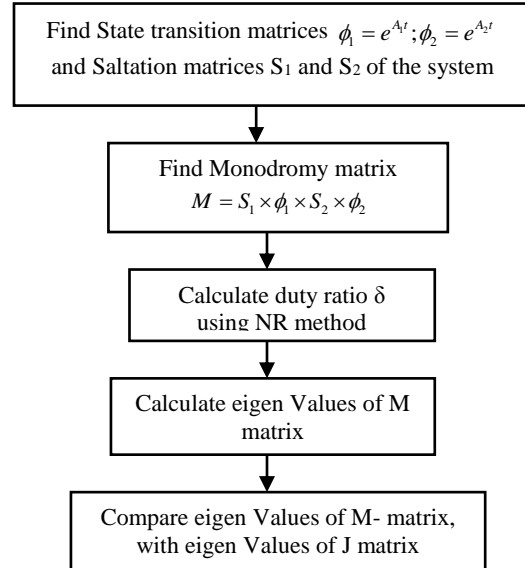 Find State transition matrices ϕ₁ = e^{A₁t}; ϕ₂ = e^{A₂t}
and Saltation matrices S₁ and S₂ of the system
Find Monodromy matrix
M = S₁ × ϕ₁ × S₂ × ϕ₂
Calculate duty ratio δ
using NR method
Calculate eigen Values of M
matrix
Compare eigen Values of M- matrix,
with eigen Values of J matrix